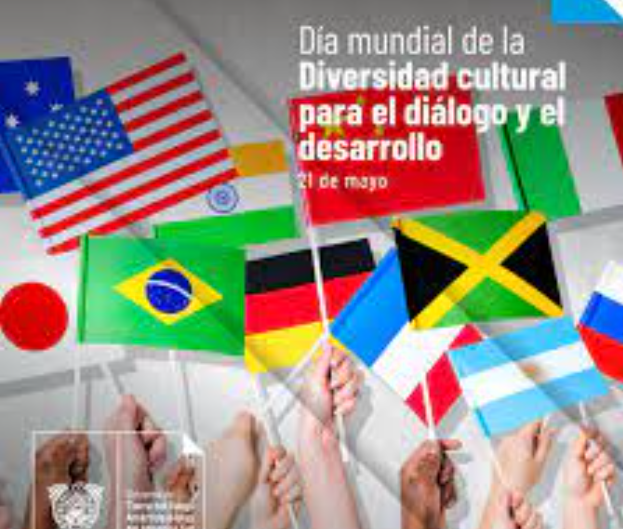 Día mundial de la
Diversidad cultural
para el diálogo y el
desarrollo
21 de mayo